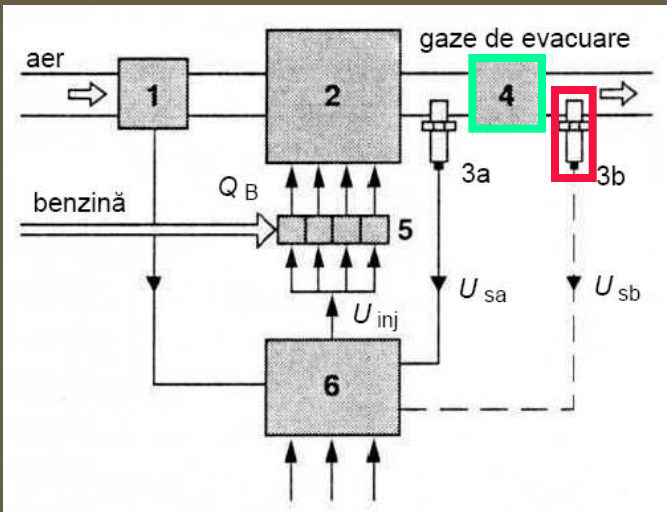 aer
gaze de evacuare
1
2
4
3a
3b
Q B
benzină
5
U sa
U sb
U inj
6